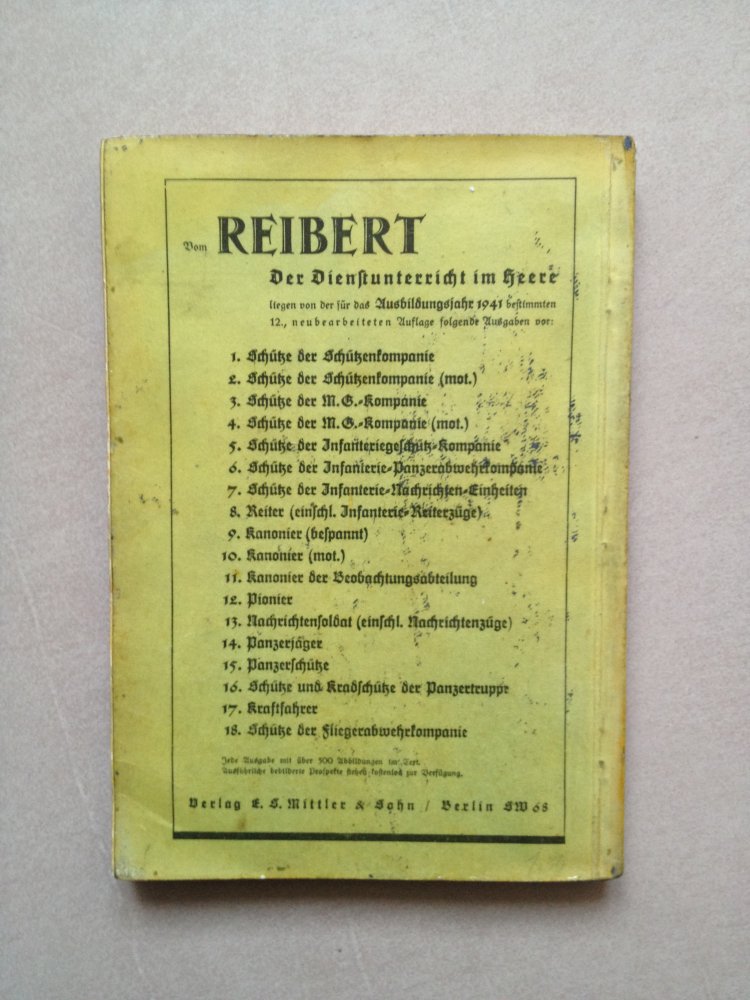 Vom REIBERT
Der Dienstunterricht im Heere
liegen von der für das Ausbildungsjahr 1941 bestimmten
12., neubearbeiteten Auflage folgende Ausgaben vor:
1. Schütze der Schützenkompanie
2. Schütze der Schützenkompanie (mot.)
3. Schütze der M.G.-Kompanie
4. Schütze der M.G.-Kompanie (mot.)
5. Schütze der Infanteriegeschütz-Kompanie
6. Schütze der Infanterie-Panzerabwehrkompanie
7. Schütze der Infanterie-Nachrichten-Einheiten
8. Reiter (einschl. Infanterie-Reiterzüge)
9. Kanonier (bespannt)
10. Kanonier (mot.)
11. Kanonier der Beobachtungsabteilung
12. Pionier
13. Nachrichtensoldat (einschl. Nachrichtenzüge)
14. Panzerjäger
15. Panzerschütze
16. Schütze und Kradschütze der Panzertruppe
17. Kraftfahrer
18. Schütze der Fliegerabwehrkompanie
Jede Ausgabe mit über 500 Abbildungen im Text.
Ausführliche bebilderte Prospekte stehen kostenlos zur Verfügung.
Verlag E. S. Mittler & Sohn / Berlin SW 68